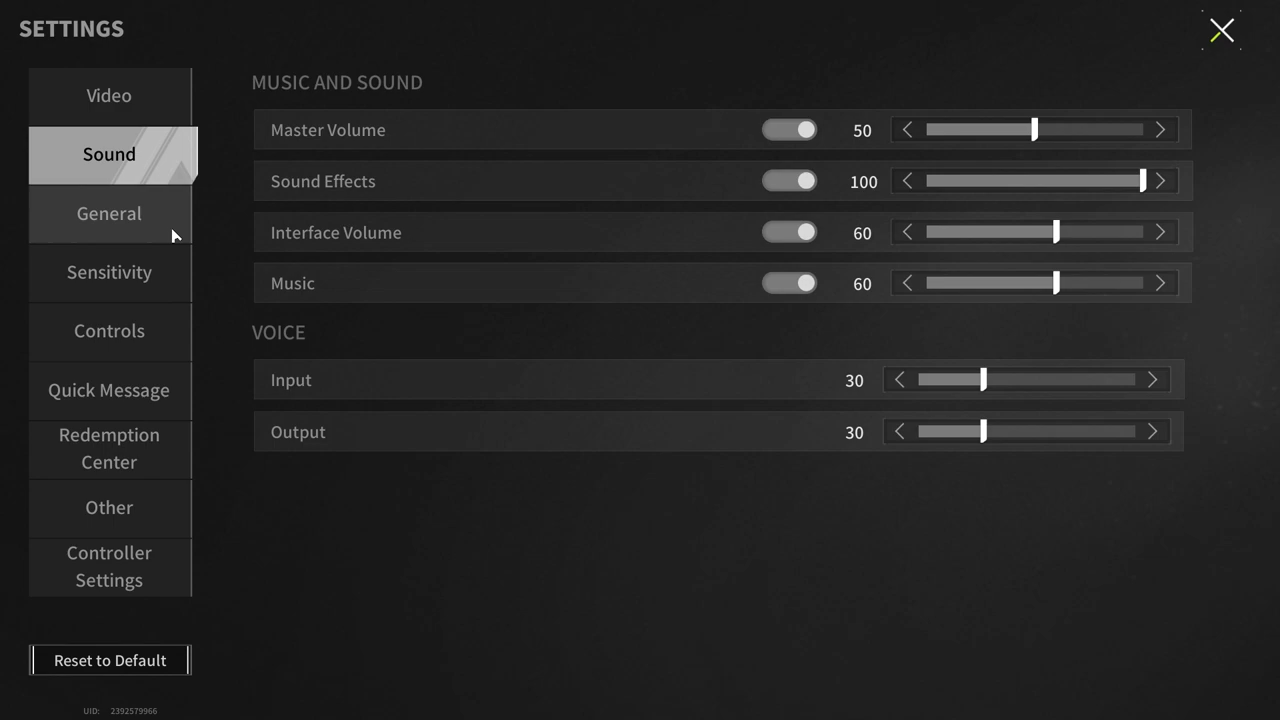 SETTINGS
Video
Sound
General
Sensitivity
Controls
Quick Message
Redemption
Center
Other
Controller
Settings
Reset to Default
UID: 2392579966
MUSIC AND SOUND
Master Volume 50
Sound Effects 100
Interface Volume 60
Music 60
VOICE
Input 30
Output 30